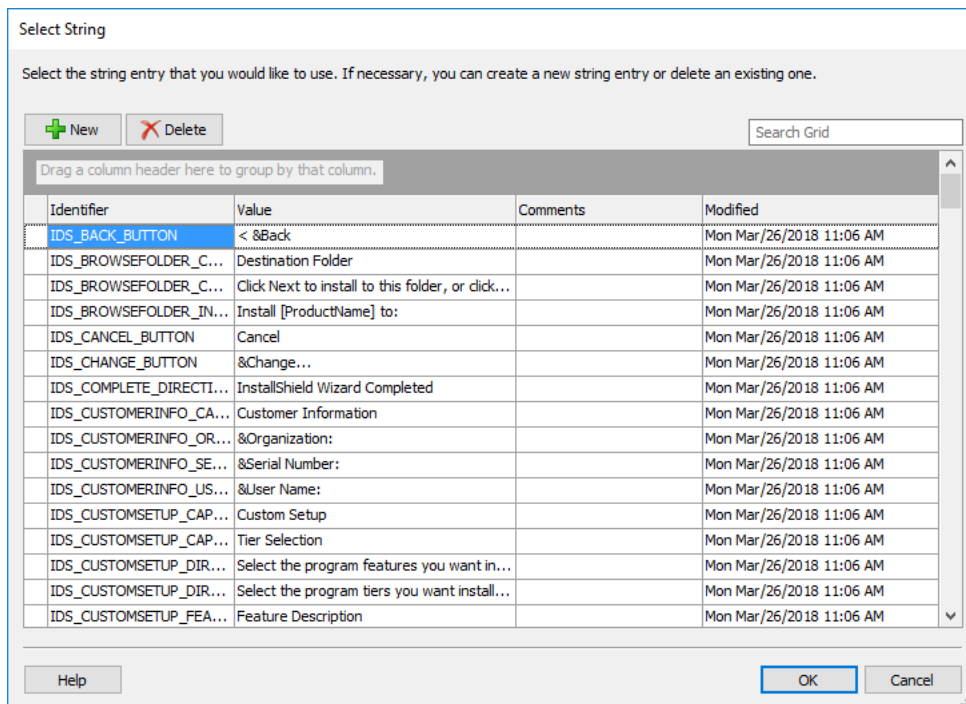 Select String
Select the string entry that you would like to use. If necessary, you can create a new string entry or delete an existing one.
New Delete Search Grid
Drag a column header here to group by that column.
Identifier Value Comments Modified
IDS_BACK_BUTTON < &Back Mon Mar/26/2018 11:06 AM
IDS_BROWSEFOLDER_C... Destination Folder Mon Mar/26/2018 11:06 AM
IDS_BROWSEFOLDER_C... Click Next to install to this folder, or click... Mon Mar/26/2018 11:06 AM
IDS_BROWSEFOLDER_IN... Install [ProductName] to: Mon Mar/26/2018 11:06 AM
IDS_CANCEL_BUTTON Cancel Mon Mar/26/2018 11:06 AM
IDS_CHANGE_BUTTON &Change... Mon Mar/26/2018 11:06 AM
IDS_COMPLETE_DIRECTI... InstallShield Wizard Completed Mon Mar/26/2018 11:06 AM
IDS_CUSTOMERINFO_CA... Customer Information Mon Mar/26/2018 11:06 AM
IDS_CUSTOMERINFO_OR... &Organization: Mon Mar/26/2018 11:06 AM
IDS_CUSTOMERINFO_SE... &Serial Number: Mon Mar/26/2018 11:06 AM
IDS_CUSTOMERINFO_US... &User Name: Mon Mar/26/2018 11:06 AM
IDS_CUSTOMSETUP_CAP... Custom Setup Mon Mar/26/2018 11:06 AM
IDS_CUSTOMSETUP_CAP... Tier Selection Mon Mar/26/2018 11:06 AM
IDS_CUSTOMSETUP_DIR... Select the program features you want in... Mon Mar/26/2018 11:06 AM
IDS_CUSTOMSETUP_DIR... Select the program tiers you want install... Mon Mar/26/2018 11:06 AM
IDS_CUSTOMSETUP_FEA... Feature Description Mon Mar/26/2018 11:06 AM
Help OK Cancel